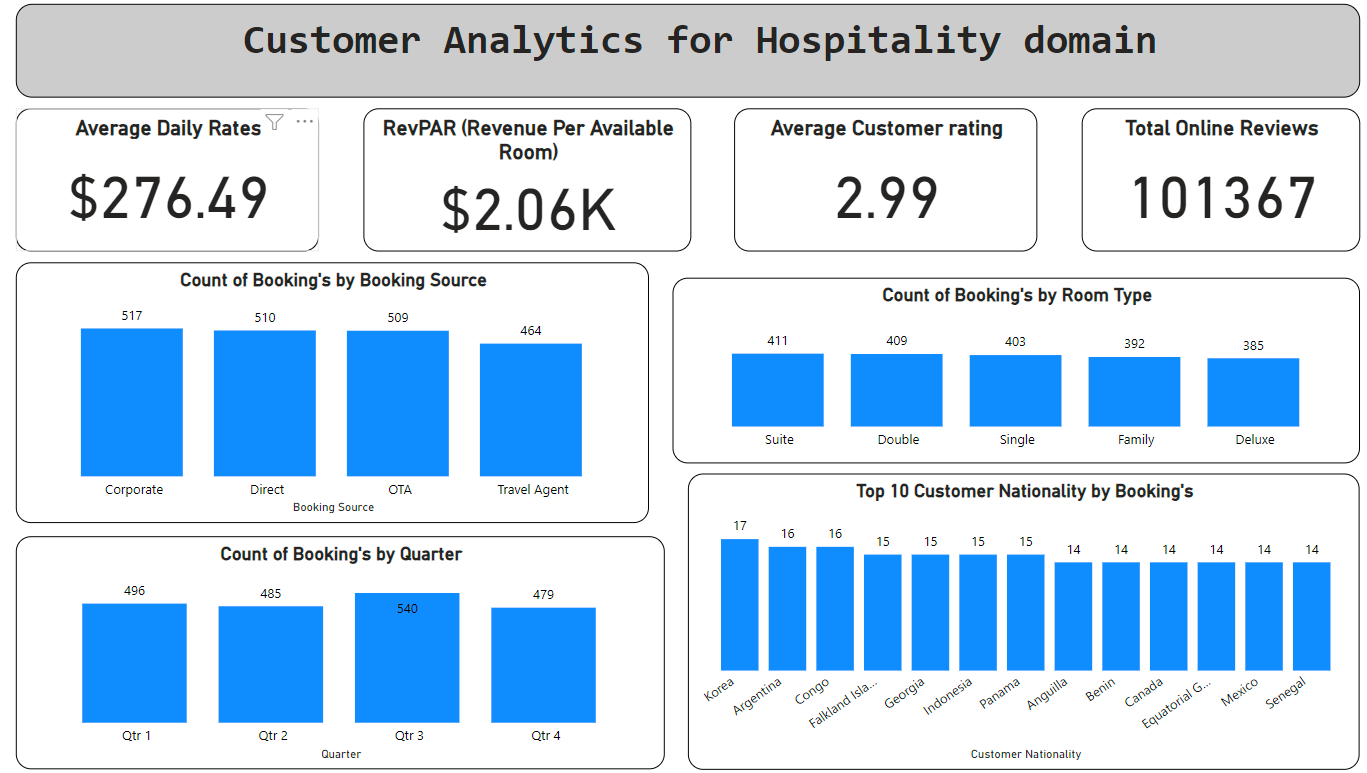 Customer Analytics for Hospitality domain
Average Daily Rates
$276.49
RevPAR (Revenue Per Available
Room)
$2.06K
Average Customer rating
2.99
Total Online Reviews
101367
Count of Booking's by Booking Source
517
510
509
464
Corporate
Direct
OTA
Travel Agent
Booking Source
Count of Booking's by Room Type
411
409
403
392
385
Suite
Double
Single
Family
Deluxe
Count of Booking's by Quarter
496
485
540
479
Qtr 1
Qtr 2
Qtr 3
Qtr 4
Quarter
Top 10 Customer Nationality by Booking's
17
16
16
15
15
15
15
14
14
14
14
14
14
Korea
Argentina
Congo
Falkland Isla...
Georgia
Indonesia
Panama
Anguilla
Benin
Canada
Equatorial G...
Mexico
Senegal
Customer Nationality